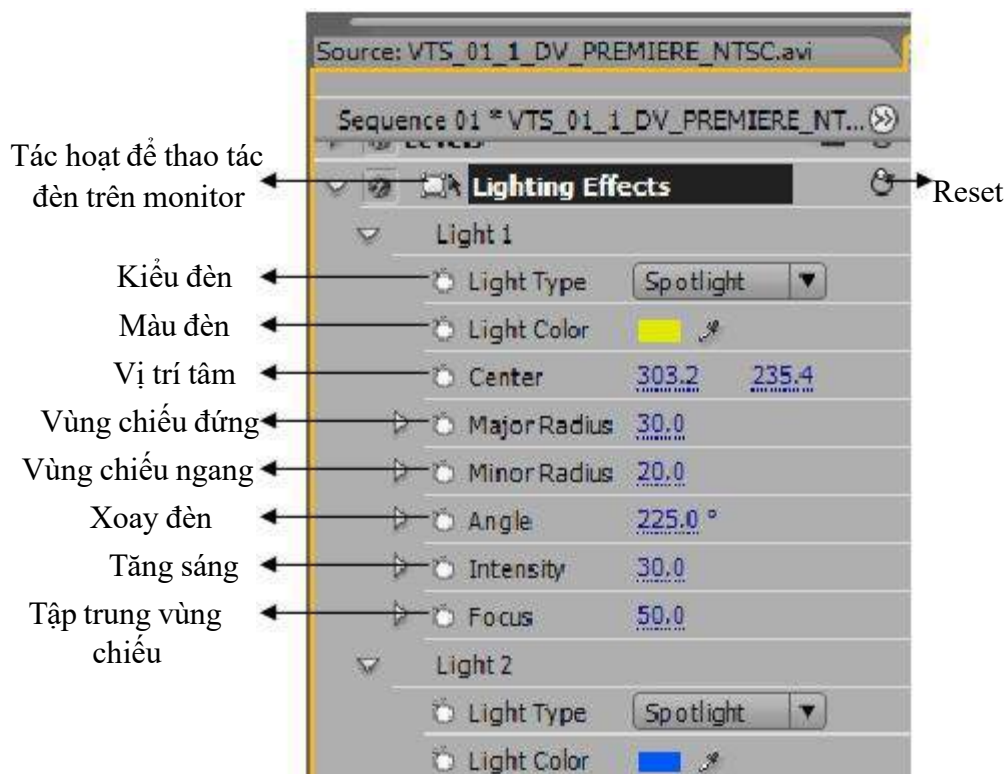 Source: VTS_01_1_DV_PREMIERE_NTSC.avi
Sequence 01 * VTS_01_1_DV_PREMIERE_NT...
Levels
Tác hoạt để thao tác
đèn trên monitor
Lighting Effects
Reset
Light 1
Kiểu đèn
Light Type
Spotlight
Màu đèn
Light Color
Vị trí tâm
Center
303.2
235.4
Vùng chiếu đứng
Major Radius
30.0
Vùng chiếu ngang
Minor Radius
20.0
Xoay đèn
Angle
225.0 °
Tăng sáng
Intensity
30.0
Tập trung vùng
chiếu
Focus
50.0
Light 2
Light Type
Spotlight
Light Color